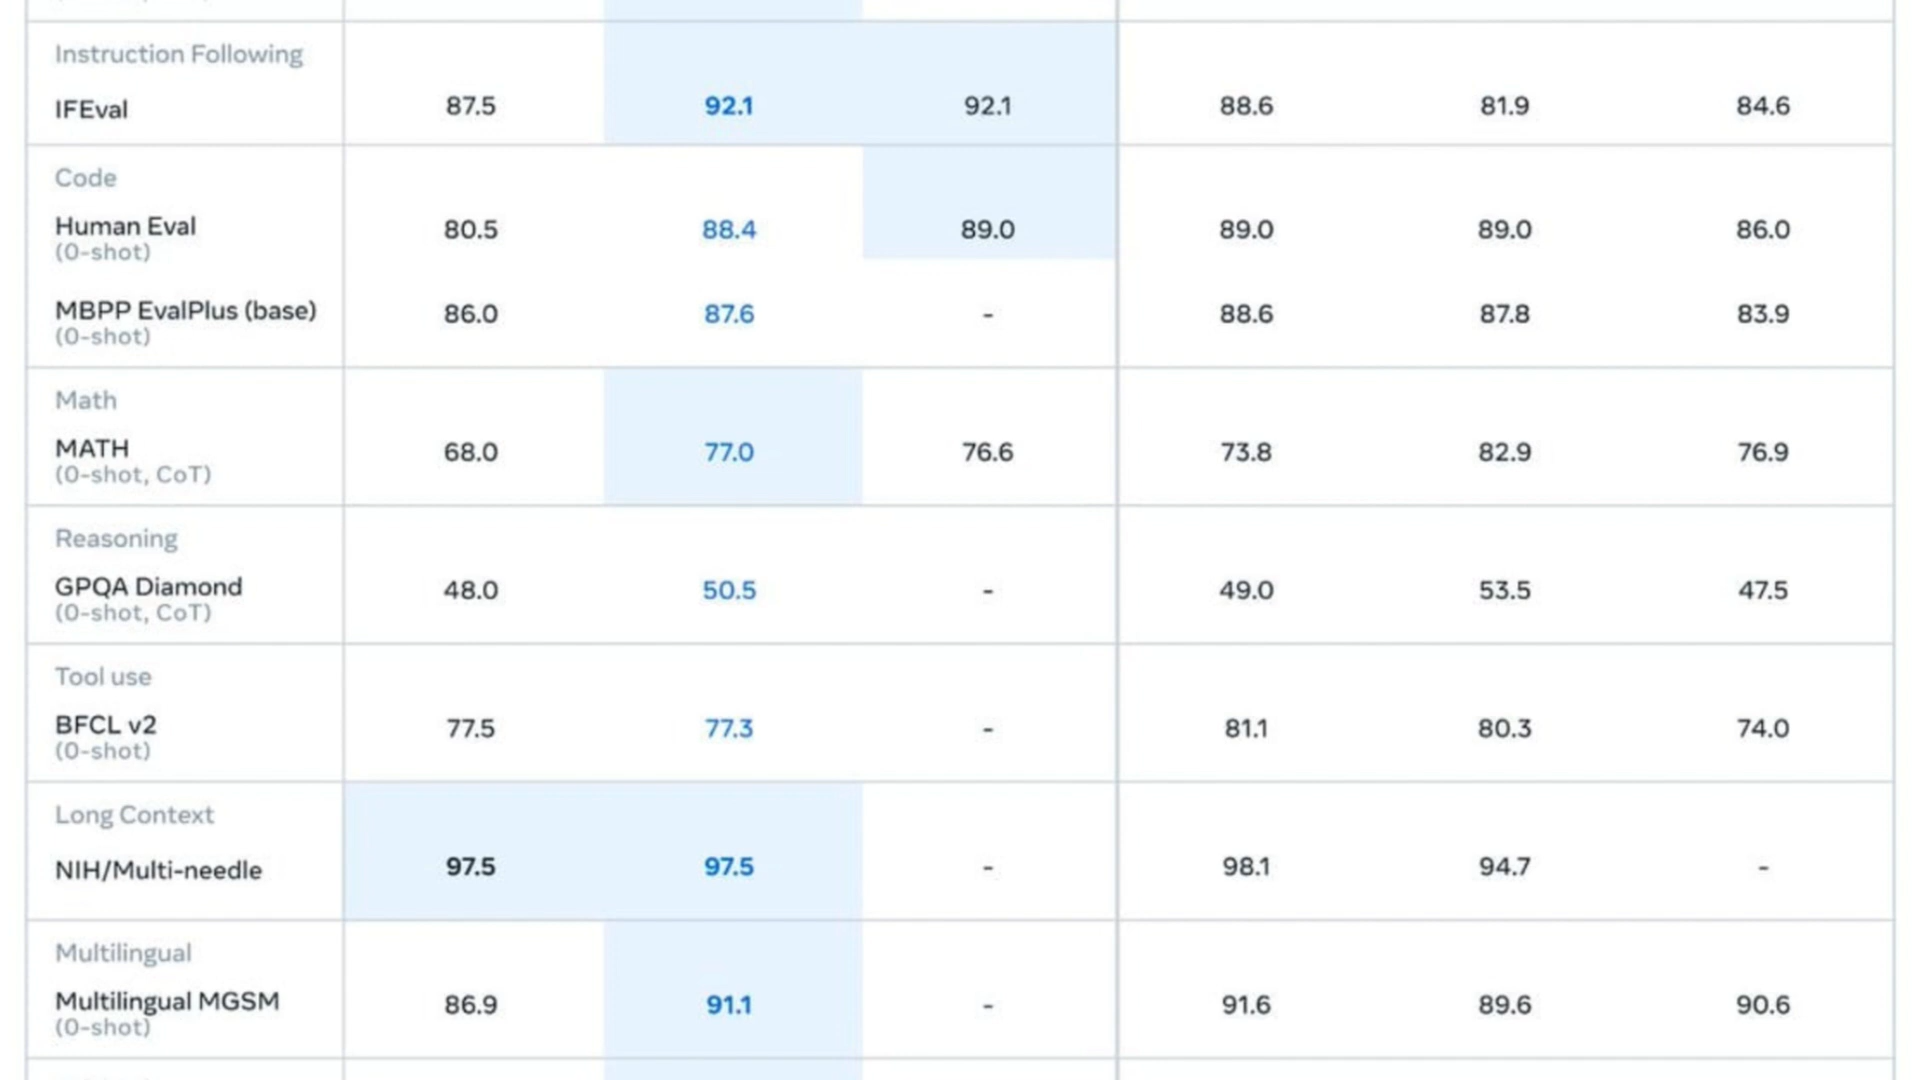 Instruction Following
IFEval 87.5 92.1 92.1 88.6 81.9 84.6
Code
Human Eval 80.5 88.4 89.0 89.0 89.0 86.0
(0-shot)
MBPP EvalPlus (base) 86.0 87.6 - 88.6 87.8 83.9
(0-shot)
Math
MATH 68.0 77.0 76.6 73.8 82.9 76.9
(0-shot, CoT)
Reasoning
GPQA Diamond 48.0 50.5 - 49.0 53.5 47.5
(0-shot, CoT)
Tool use
BFCL v2 77.5 77.3 - 81.1 80.3 74.0
(0-shot)
Long Context
NIH/Multi-needle 97.5 97.5 - 98.1 94.7 -
Multilingual
Multilingual MGSM 86.9 91.1 - 91.6 89.6 90.6
(0-shot)